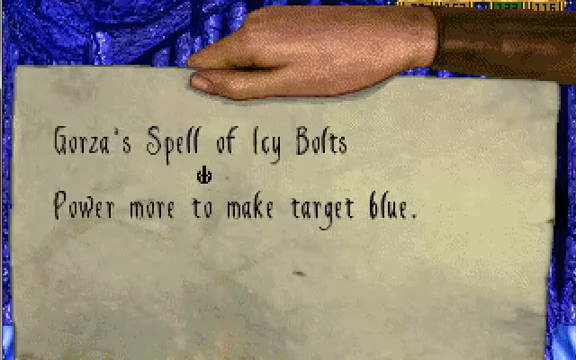 Gorza's Spell of Icy Bolts
Power more to make target blue.